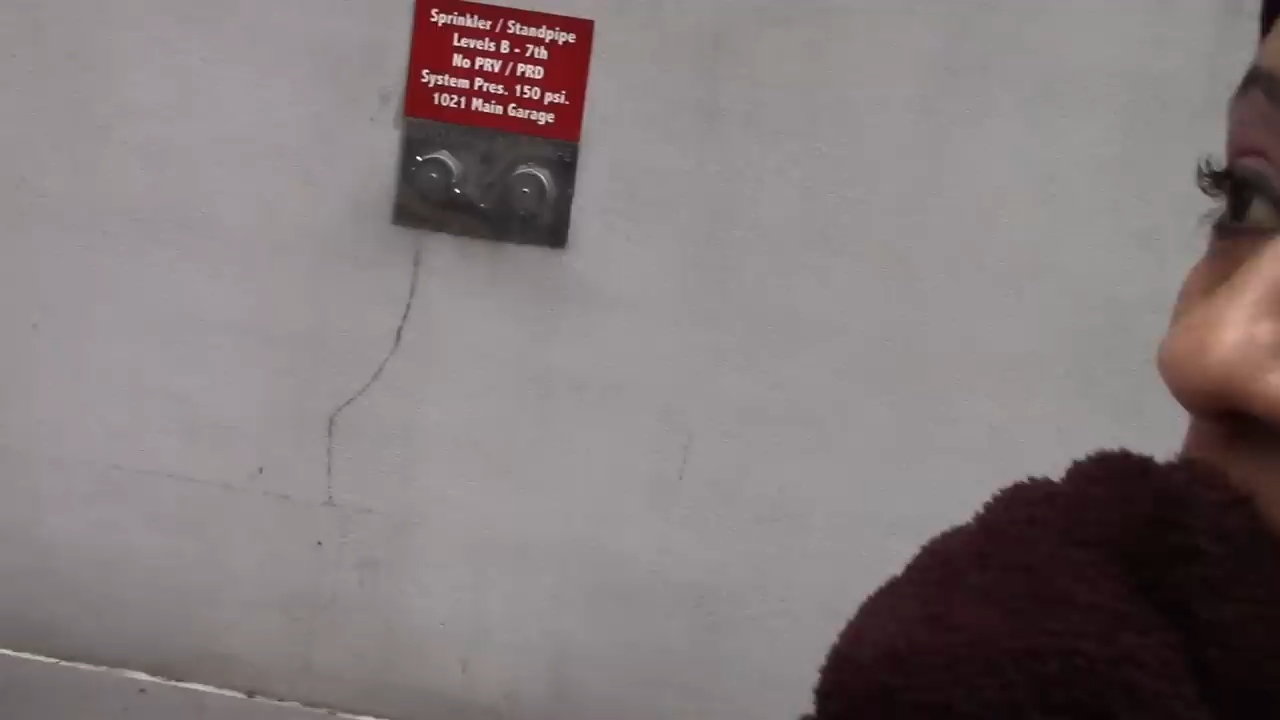 Sprinkler / Standpipe
Levels B - 7th
No PRV / PRD
System Pres. 150 psi.
1021 Main Garage